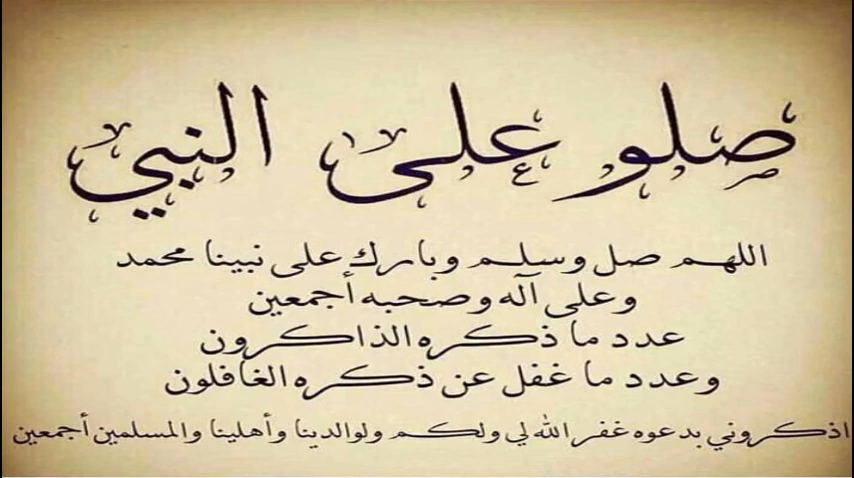 صلو على النبي
اللهم صل وسلم وبارك على نبينا محمد
وعلى آله وصحبه أجمعين
عدد ما ذكره الذاكرون
وعدد ما غفل عن ذكره الغافلون
اذكروني بدعوه غفر الله لي ولكم ولوالدينا وأهلينا والمسلمين أجمعين